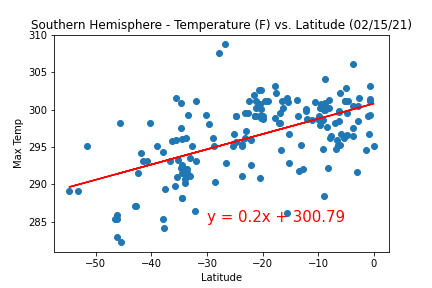 Southern Hemisphere - Temperature (F) vs. Latitude (02/15/21)
310
305
300
295
290
285
Max Temp
y = 0.2x + 300.79
−50 −40 −30 −20 −10 0
Latitude